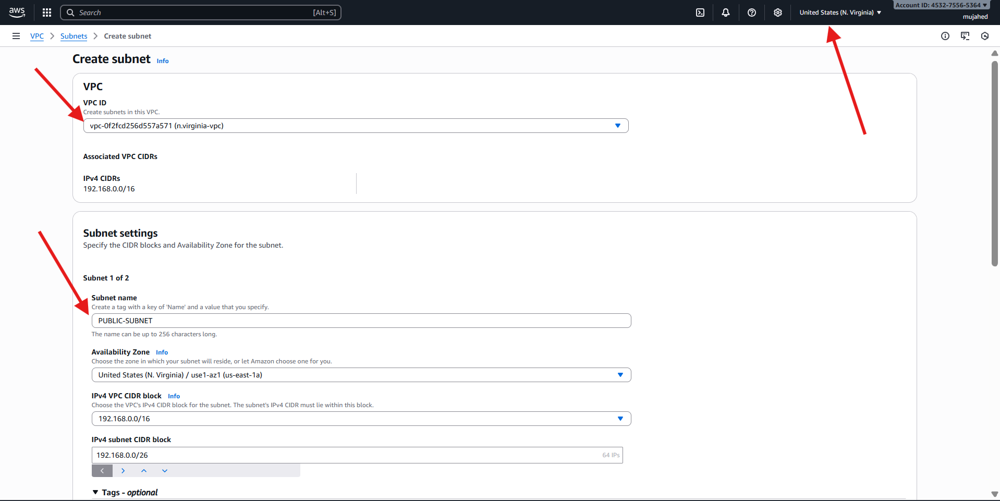 aws
Search [Alt+S]
United States (N. Virginia)
Account ID: 4532-7556-5364
mujahed
VPC
Subnets
Create subnet
Create subnet Info
VPC
VPC ID
Create subnets in this VPC.
vpc-0f2fcd256d557a571 (n.virginia-vpc)
Associated VPC CIDRs
IPv4 CIDRs
192.168.0.0/16
Subnet settings
Specify the CIDR blocks and Availability Zone for the subnet.
Subnet 1 of 2
Subnet name
Create a tag with a key of 'Name' and a value that you specify.
PUBLIC-SUBNET
The name can be up to 256 characters long.
Availability Zone Info
Choose the zone in which your subnet will reside, or let Amazon choose one for you.
United States (N. Virginia) / use1-az1 (us-east-1a)
IPv4 VPC CIDR block Info
Choose the VPC's IPv4 CIDR block for the subnet. The subnet's IPv4 CIDR must lie within this block.
192.168.0.0/16
IPv4 subnet CIDR block
192.168.0.0/26 64 IPs
Tags - optional